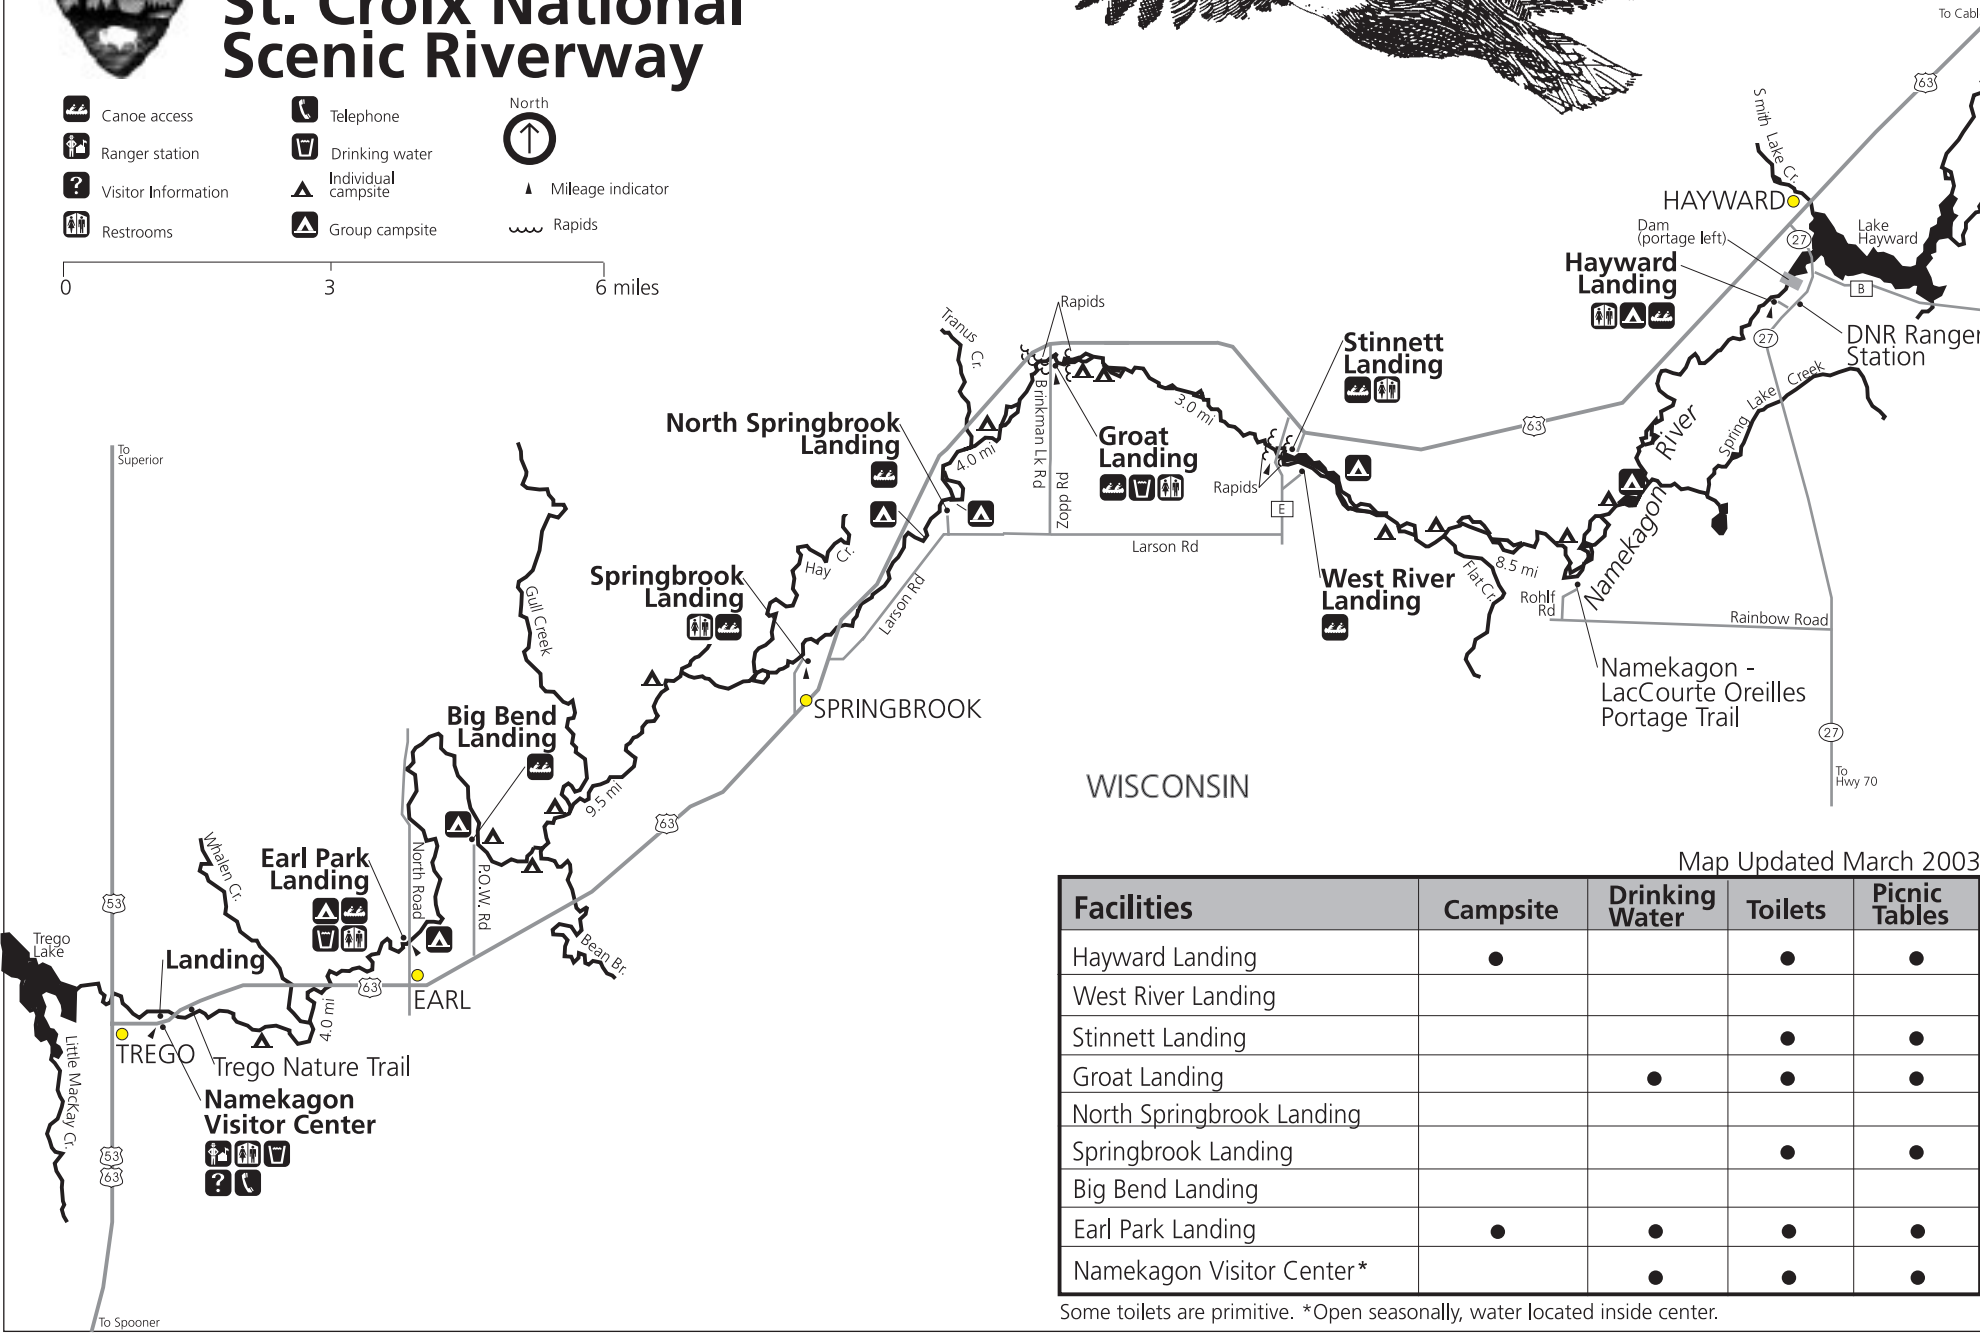 St. Croix National
Scenic Riverway
Canoe access
Ranger station
Visitor Information
Restrooms
Telephone
Drinking water
Individual
campsite
Group campsite
North
Mileage indicator
Rapids
0
3
6 miles
To Cabl
63
Smith Lake Cr.
HAYWARD
Dam
(portage left)
27
Lake
Hayward
Hayward
Landing
B
27
DNR Ranger
Station
Spring Lake Creek
Rapids
Tranus Cr.
Stinnett
Landing
Brinkman Lk Rd
3.0 mi
63
River
North Springbrook
Landing
4.0 mi
Groat
Landing
Zopp Rd
Rapids
E
Namekagon
To
Superior
Larson Rd
Hay Cr.
8.5 mi
Flat Cr.
Springbrook
Landing
Larson Rd
West River
Landing
Rohlf
Rd
Rainbow Road
Gull Creek
Namekagon -
LacCourte Oreilles
Portage Trail
SPRINGBROOK
27
Big Bend
Landing
To
Hwy 70
WISCONSIN
9.5 mi
63
Whalen Cr.
Earl Park
Landing
North Road
P.O.W. Rd
53
Bean Br.
Trego
Lake
Landing
63
EARL
4.0 mi
TREGO
Trego Nature Trail
Little MacKay Cr.
Namekagon
Visitor Center
53
63
To Spooner
Map Updated March 2003
Facilities Campsite Drinking Water Toilets Picnic Tables
Hayward Landing ● ● ●
West River Landing
Stinnett Landing ● ●
Groat Landing ● ● ●
North Springbrook Landing
Springbrook Landing ● ●
Big Bend Landing
Earl Park Landing ● ● ● ●
Namekagon Visitor Center* ● ● ●
Some toilets are primitive. *Open seasonally, water located inside center.